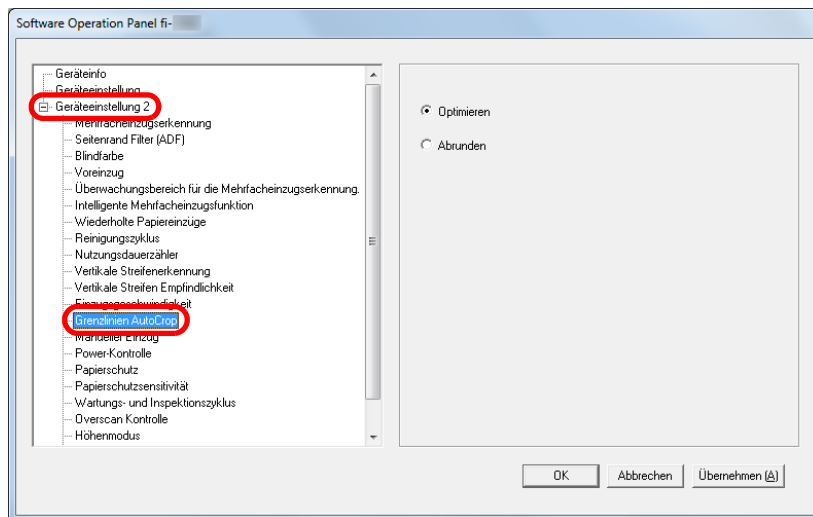 Software Operation Panel fi-
Geräteinfo
Geräteeinstellung
Geräteeinstellung 2
Mehrfacheinzugserkennung
Seitenrand Filter (ADF)
Blindfarbe
Voreinzug
Überwachungsbereich für die Mehrfacheinzugserkennung.
Intelligente Mehrfacheinzugsfunktion
Wiederholte Papiereinzüge
Reinigungszyklus
Nutzungsdauerzähler
Vertikale Streifenerkennung
Vertikale Streifen Empfindlichkeit
Einzugsgeschwindigkeit
Grenzlinien AutoCrop
Manueller Einzug
Power-Kontrolle
Papierschutz
Papierschutzsensitivität
Wartungs- und Inspektionszyklus
Overscan Kontrolle
Höhenmodus
Optimieren
Abrunden
OK
Abbrechen
Übernehmen (A)